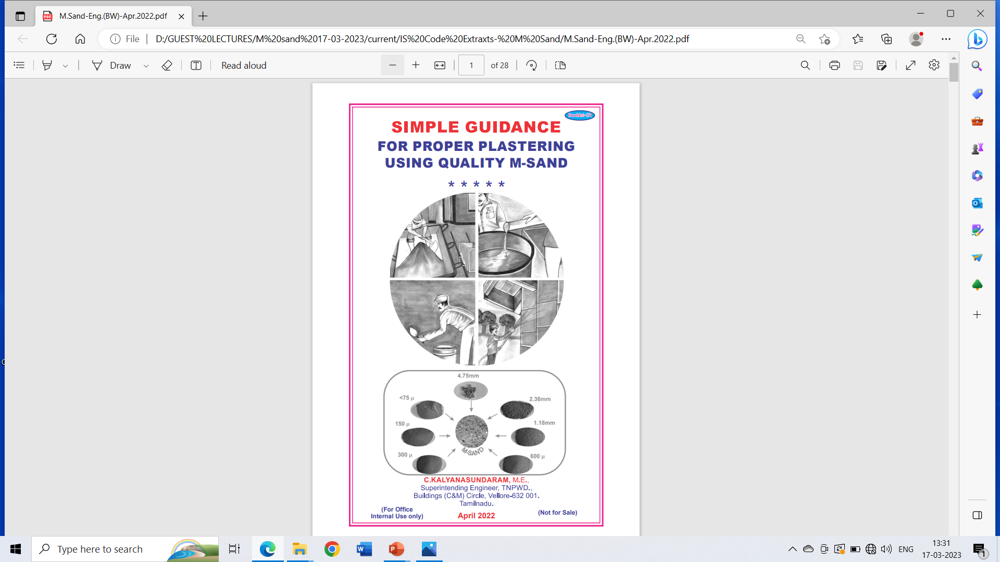 M.Sand-Eng.(BW)-Apr.2022.pdf
File
D:/GUEST%20LECTURES/M%20sand%2017-03-2023/current/IS%20Code%20Extraxts-%20M%20Sand/M.Sand-Eng.(BW)-Apr.2022.pdf
Draw
Read aloud
1 of 28
Booklet-1R
SIMPLE GUIDANCE
FOR PROPER PLASTERING
USING QUALITY M-SAND
* * * * *
4.75mm
<75 µ
2.36mm
150 µ
1.18mm
M-SAND
300 µ
600 µ
C.KALYANASUNDARAM, M.E.,
Superintending Engineer, TNPWD.,
Buildings (C&M) Circle, Vellore-632 001.
Tamilnadu.
(For Office
Internal Use only)
April 2022
(Not for Sale)
Type here to search
ENG
13:31
17-03-2023
1